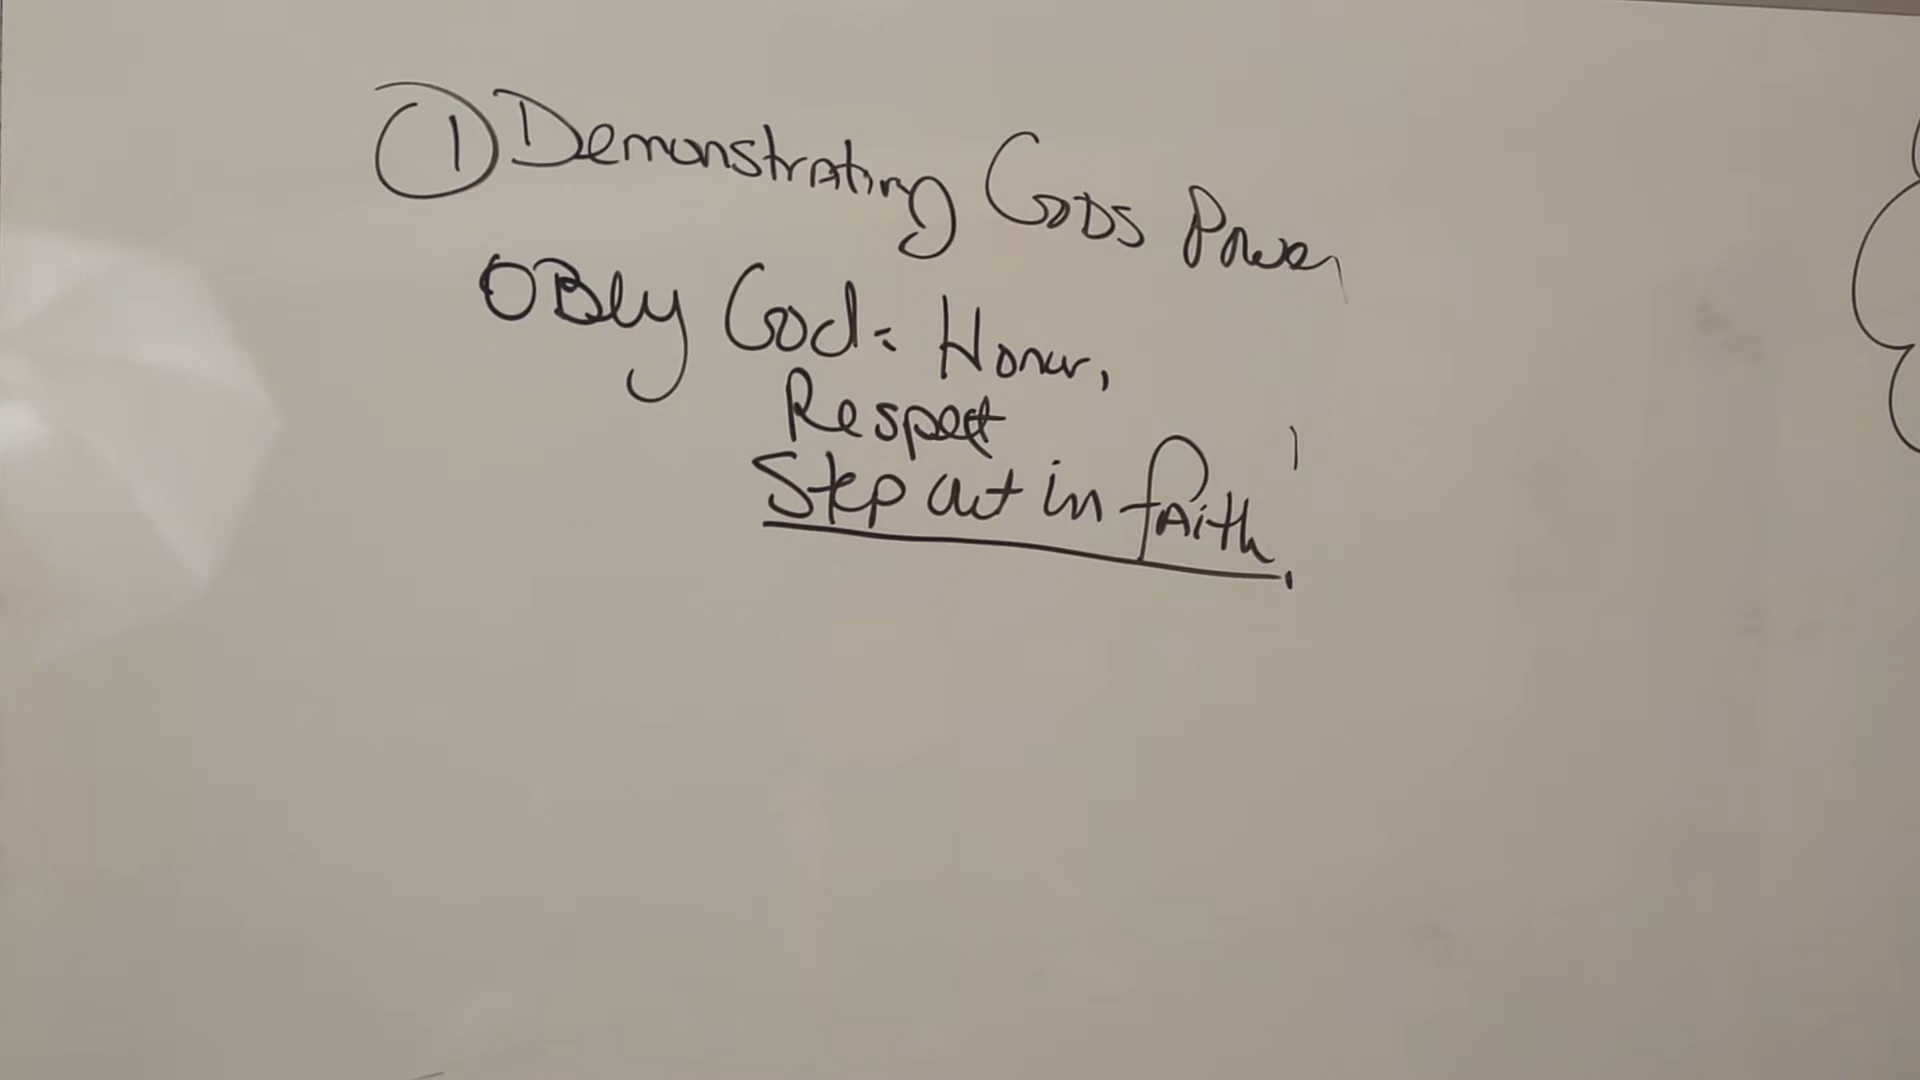 ① Demonstrating GODS Power
OBey God = Honor,
Respect
Step out in fAith!